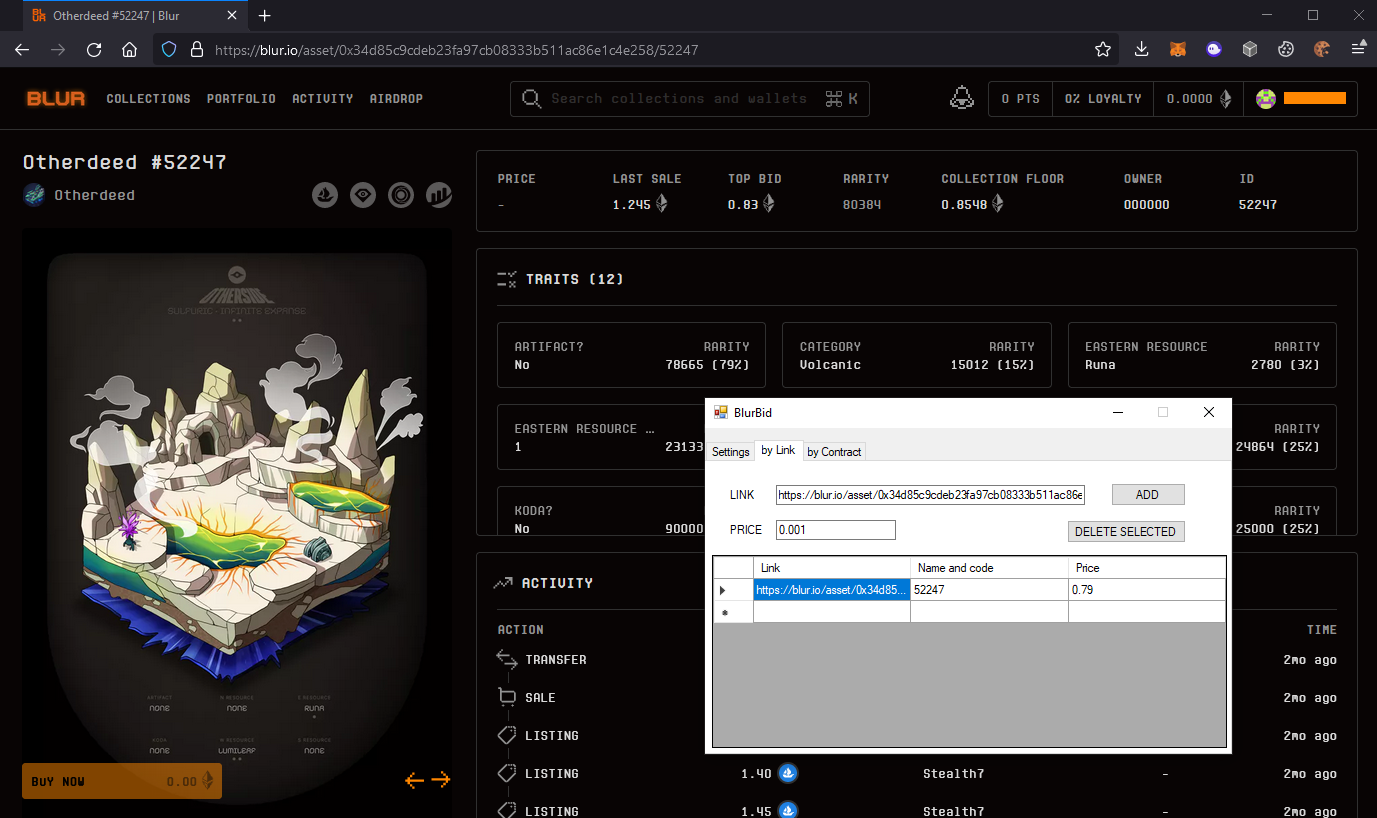 Otherdeed #52247 | Blur
https://blur.io/asset/0x34d85c9cdeb23fa97cb08333b511ac86e1c4e258/52247
BLUR COLLECTIONS PORTFOLIO ACTIVITY AIRDROP
Search collections and wallets ⌘ K
0 PTS 0% LOYALTY 0.0000
Otherdeed #52247
Otherdeed
PRICE LAST SALE TOP BID RARITY COLLECTION FLOOR OWNER ID
- 1.245 0.83 80384 0.8548 000000 52247
OTHERSIDE
SULFURIC - INFINITE EXPANSE
ARTIFACT N RESOURCE S RESOURCE
NONE NONE RUNA
KODA W RESOURCE E RESOURCE
NONE LUMILEAF NONE
BUY NOW 0.00
TRAITS (12)
ARTIFACT? RARITY
No 78665 (79%)
CATEGORY RARITY
Volcanic 15012 (15%)
EASTERN RESOURCE RARITY
Runa 2780 (3%)
EASTERN RESOURCE …
1 23133
RARITY
24864 (25%)
KODA?
No 90000
RARITY
25000 (25%)
ACTIVITY
ACTION TIME
TRANSFER 2mo ago
SALE 2mo ago
LISTING 2mo ago
LISTING 1.40 Stealth7 - 2mo ago
LISTING 1.45 Stealth7 - 2mo ago
BlurBid
Settings by Link by Contract
LINK https://blur.io/asset/0x34d85c9cdeb23fa97cb08333b511ac86e ADD
PRICE 0.001 DELETE SELECTED
Link Name and code Price
https://blur.io/asset/0x34d85... 52247 0.79